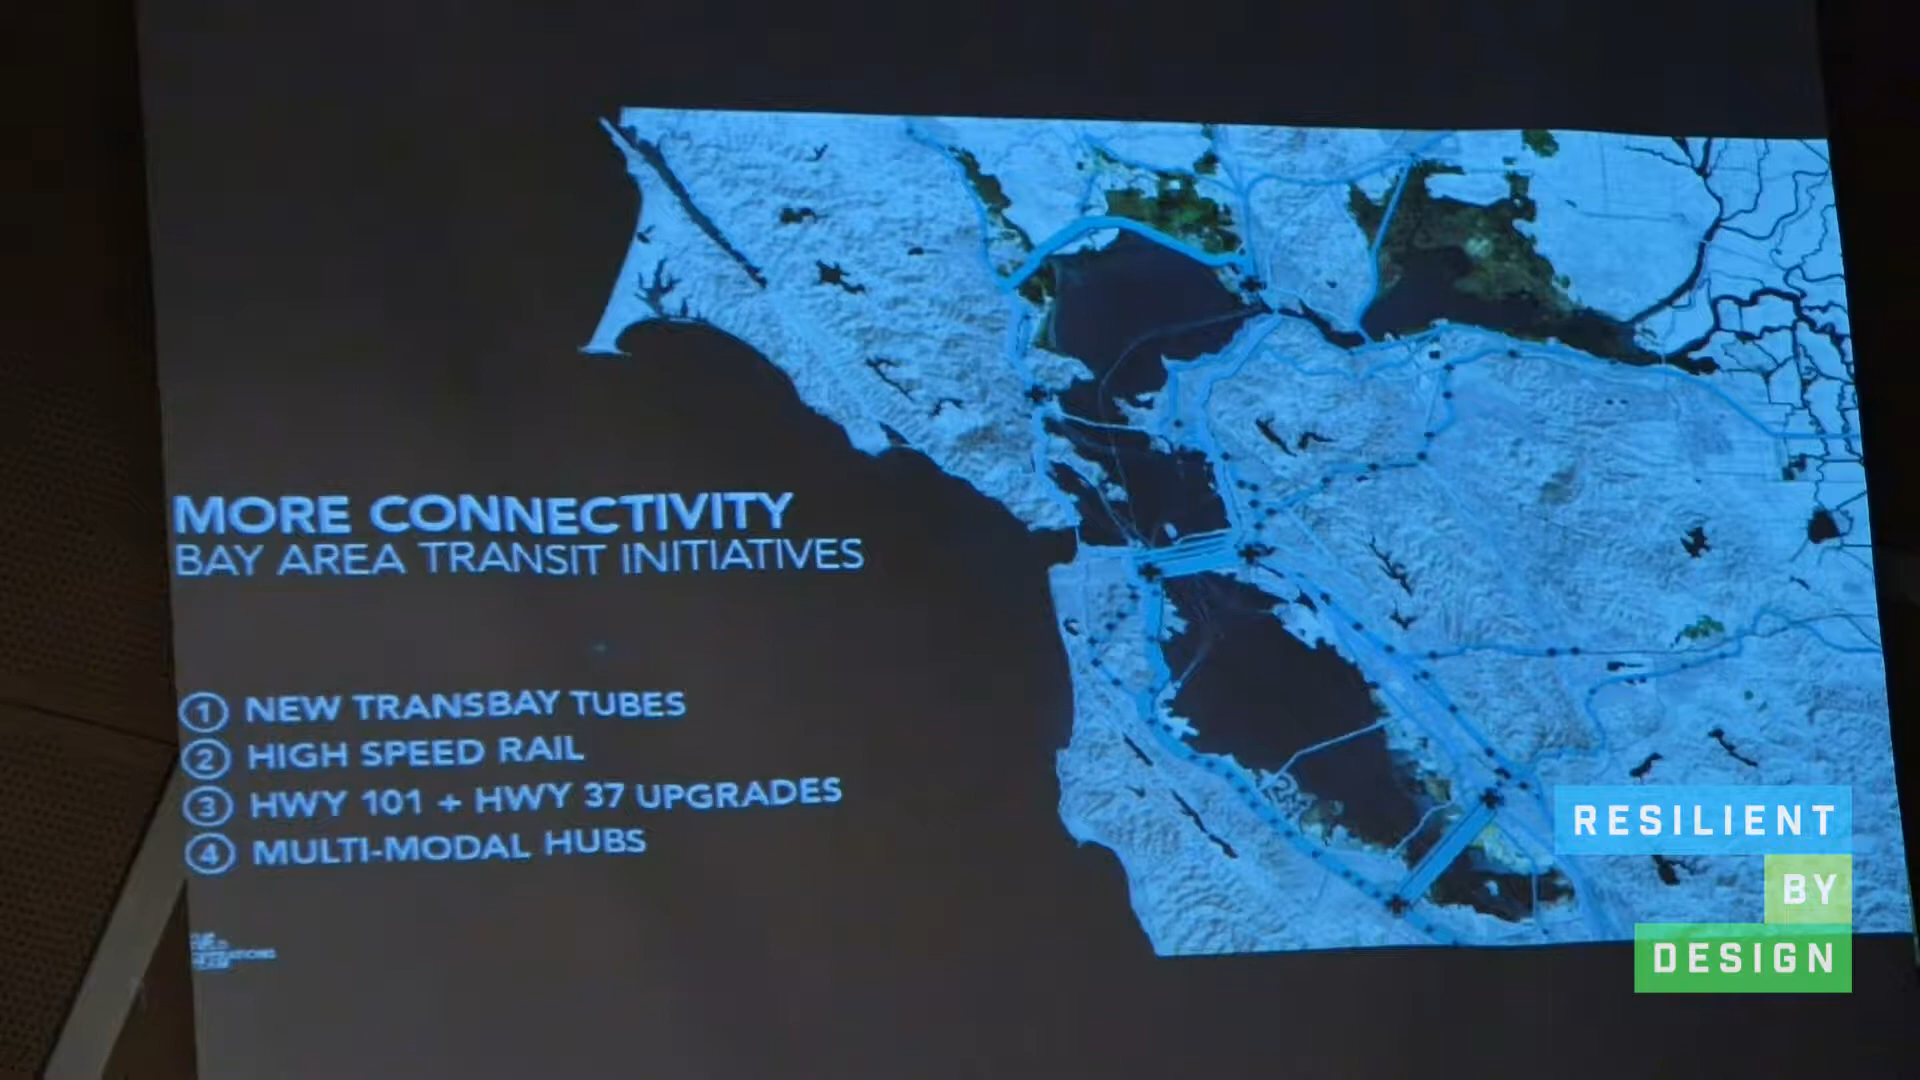 MORE CONNECTIVITY
BAY AREA TRANSIT INITIATIVES
1 NEW TRANSBAY TUBES
2 HIGH SPEED RAIL
3 HWY 101 + HWY 37 UPGRADES
4 MULTI-MODAL HUBS
RESILIENT
BY
DESIGN